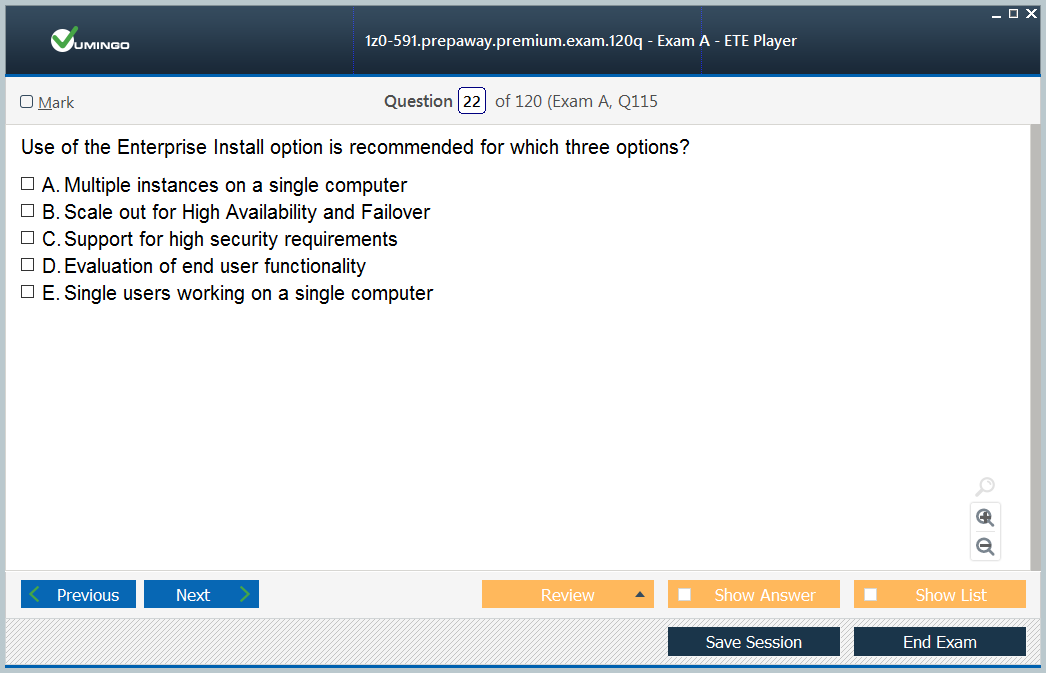 VUMINGO
1z0-591.prepaway.premium.exam.120q - Exam A - ETE Player
Mark
Question 22 of 120 (Exam A, Q115
Use of the Enterprise Install option is recommended for which three options?
A. Multiple instances on a single computer
B. Scale out for High Availability and Failover
C. Support for high security requirements
D. Evaluation of end user functionality
E. Single users working on a single computer
Previous
Next
Review
Show Answer
Show List
Save Session
End Exam